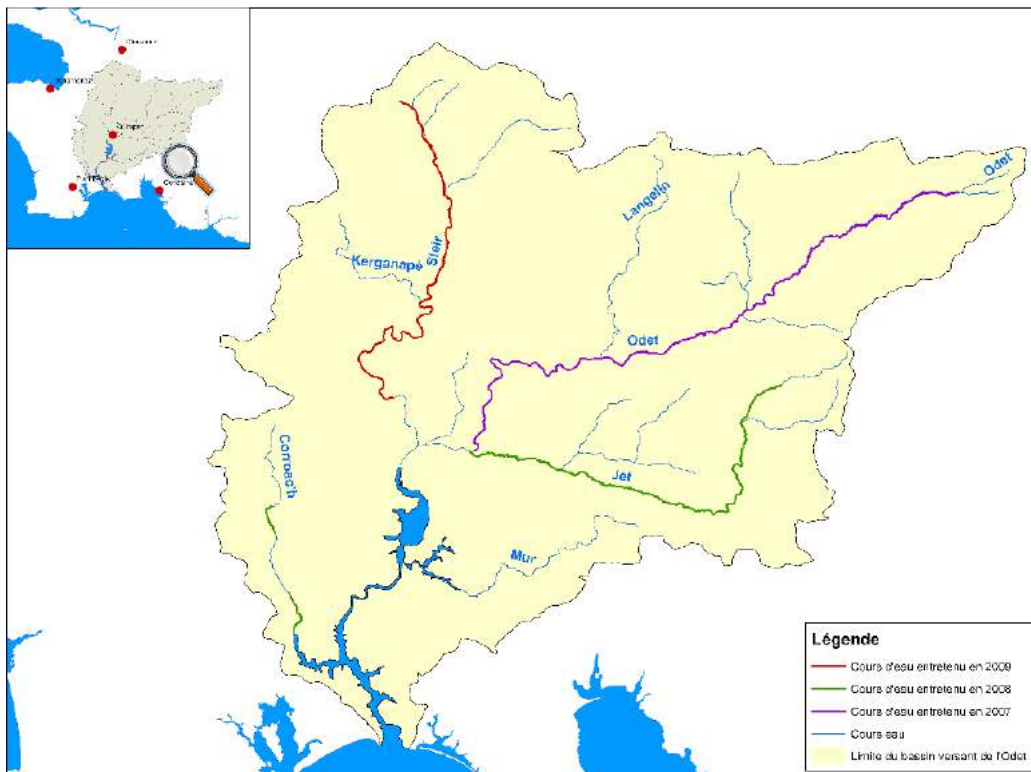 Quimper
Odet
Langelin
Steir
Kerganapé
Odet
Corroac'h
Jet
Mur
Légende
Cours d'eau entretenu en 2009
Cours d'eau entretenu en 2008
Cours d'eau entretenu en 2007
Cours eau
Limite du bassin versant de l'Odet